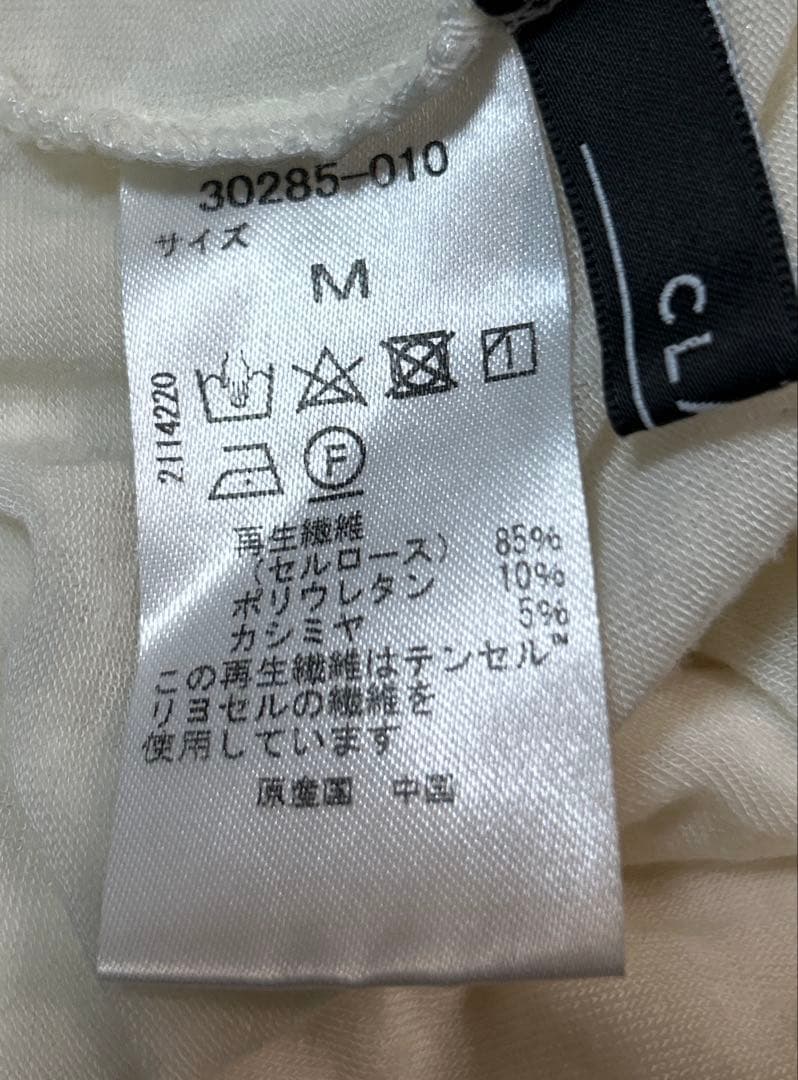 30285-010
サイズ
M
2114220
F
再生繊維
(セルロース) 85%
ポリウレタン 10%
カシミヤ 5%
この再生繊維はテンセル™
リヨセルの繊維を
使用しています
原産国 中国
CL